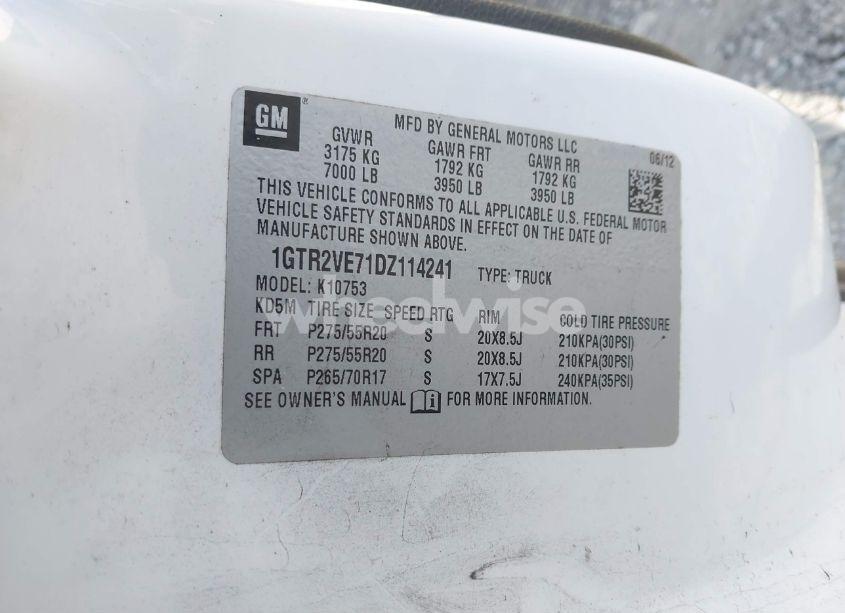 GM ®
MFD BY GENERAL MOTORS LLC 06/12
GVWR GAWR FRT GAWR RR
3175 KG 1792 KG 1792 KG
7000 LB 3950 LB 3950 LB
THIS VEHICLE CONFORMS TO ALL APPLICABLE U.S. FEDERAL MOTOR
VEHICLE SAFETY STANDARDS IN EFFECT ON THE DATE OF
MANUFACTURE SHOWN ABOVE.
1GTR2VE71DZ114241 TYPE: TRUCK
MODEL: K10753
KD5M TIRE SIZE SPEED RTG RIM COLD TIRE PRESSURE
FRT P275/55R20 S 20X8.5J 210KPA(30PSI)
RR P275/55R20 S 20X8.5J 210KPA(30PSI)
SPA P265/70R17 S 17X7.5J 240KPA(35PSI)
SEE OWNER'S MANUAL FOR MORE INFORMATION.
wheelwise